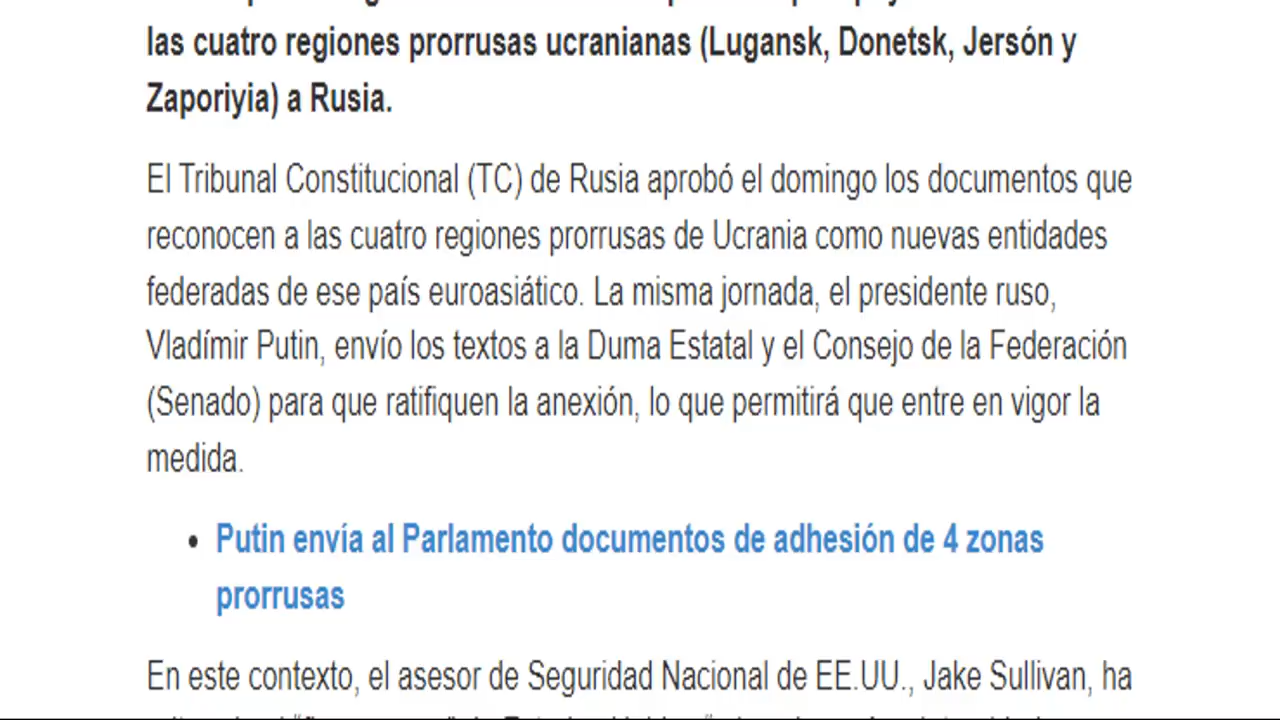 las cuatro regiones prorrusas ucranianas (Lugansk, Donetsk, Jersón y
Zaporiyia) a Rusia.
El Tribunal Constitucional (TC) de Rusia aprobó el domingo los documentos que
reconocen a las cuatro regiones prorrusas de Ucrania como nuevas entidades
federadas de ese país euroasiático. La misma jornada, el presidente ruso,
Vladímir Putin, envío los textos a la Duma Estatal y el Consejo de la Federación
(Senado) para que ratifiquen la anexión, lo que permitirá que entre en vigor la
medida.
• Putin envía al Parlamento documentos de adhesión de 4 zonas
prorrusas
En este contexto, el asesor de Seguridad Nacional de EE.UU., Jake Sullivan, ha